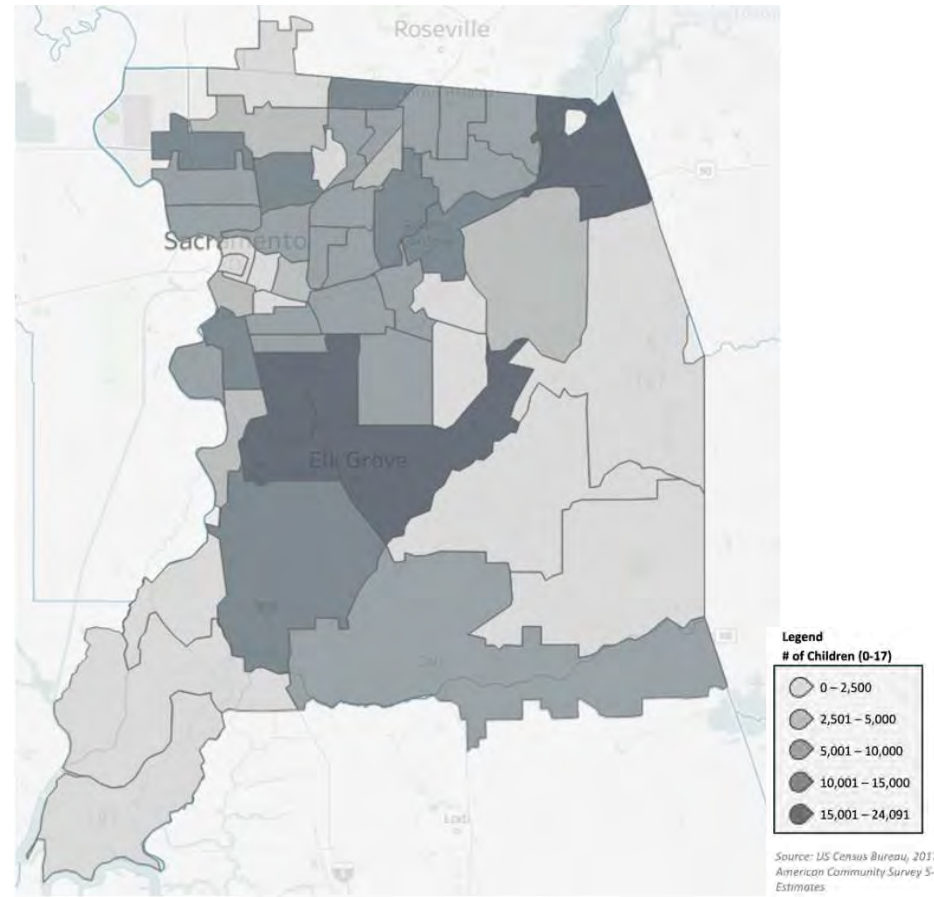 Roseville
Sacramento
Elk Grove
Lodi
Legend
# of Children (0-17)
0 – 2,500
2,501 – 5,000
5,001 – 10,000
10,001 – 15,000
15,001 – 24,091
Source: US Census Bureau, 201
American Community Survey 5-
Estimates